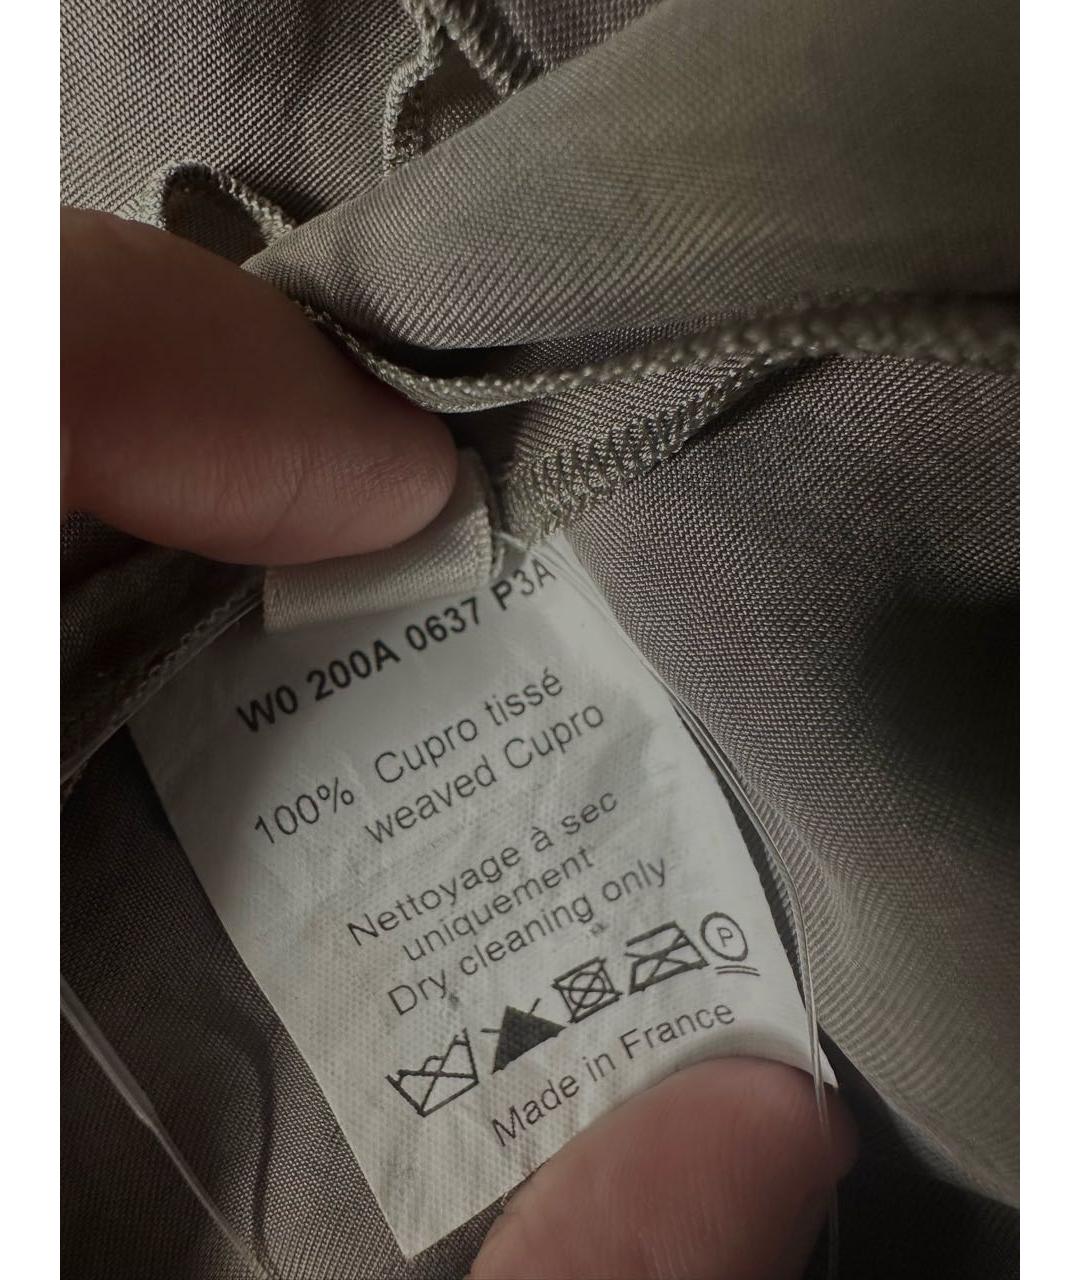 W0 200A 0637 P3A
100% Cupro tissé
weaved Cupro
Nettoyage à sec
uniquement
Dry cleaning only
P
Made in France